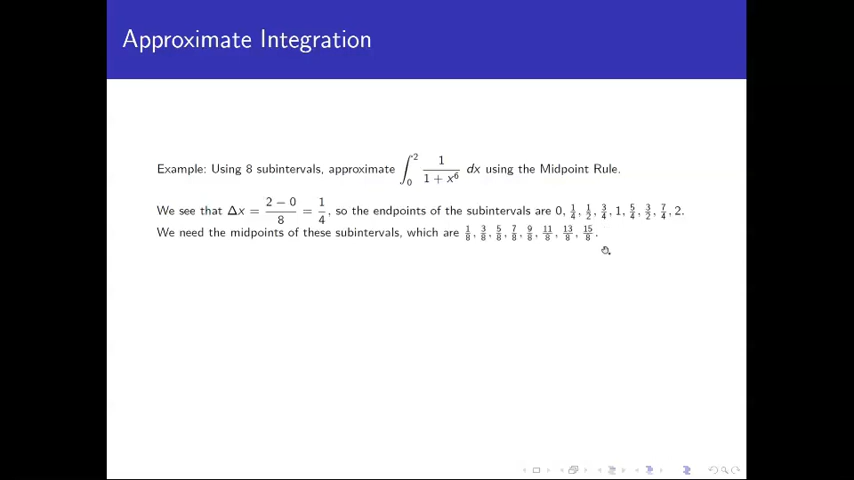 Approximate Integration
Example: Using 8 subintervals, approximate ∫₀² 1/(1 + x⁶) dx using the Midpoint Rule.
We see that Δx = (2 − 0)/8 = 1/4, so the endpoints of the subintervals are 0, 1/4, 1/2, 3/4, 1, 5/4, 3/2, 7/4, 2.
We need the midpoints of these subintervals, which are 1/8, 3/8, 5/8, 7/8, 9/8, 11/8, 13/8, 15/8.